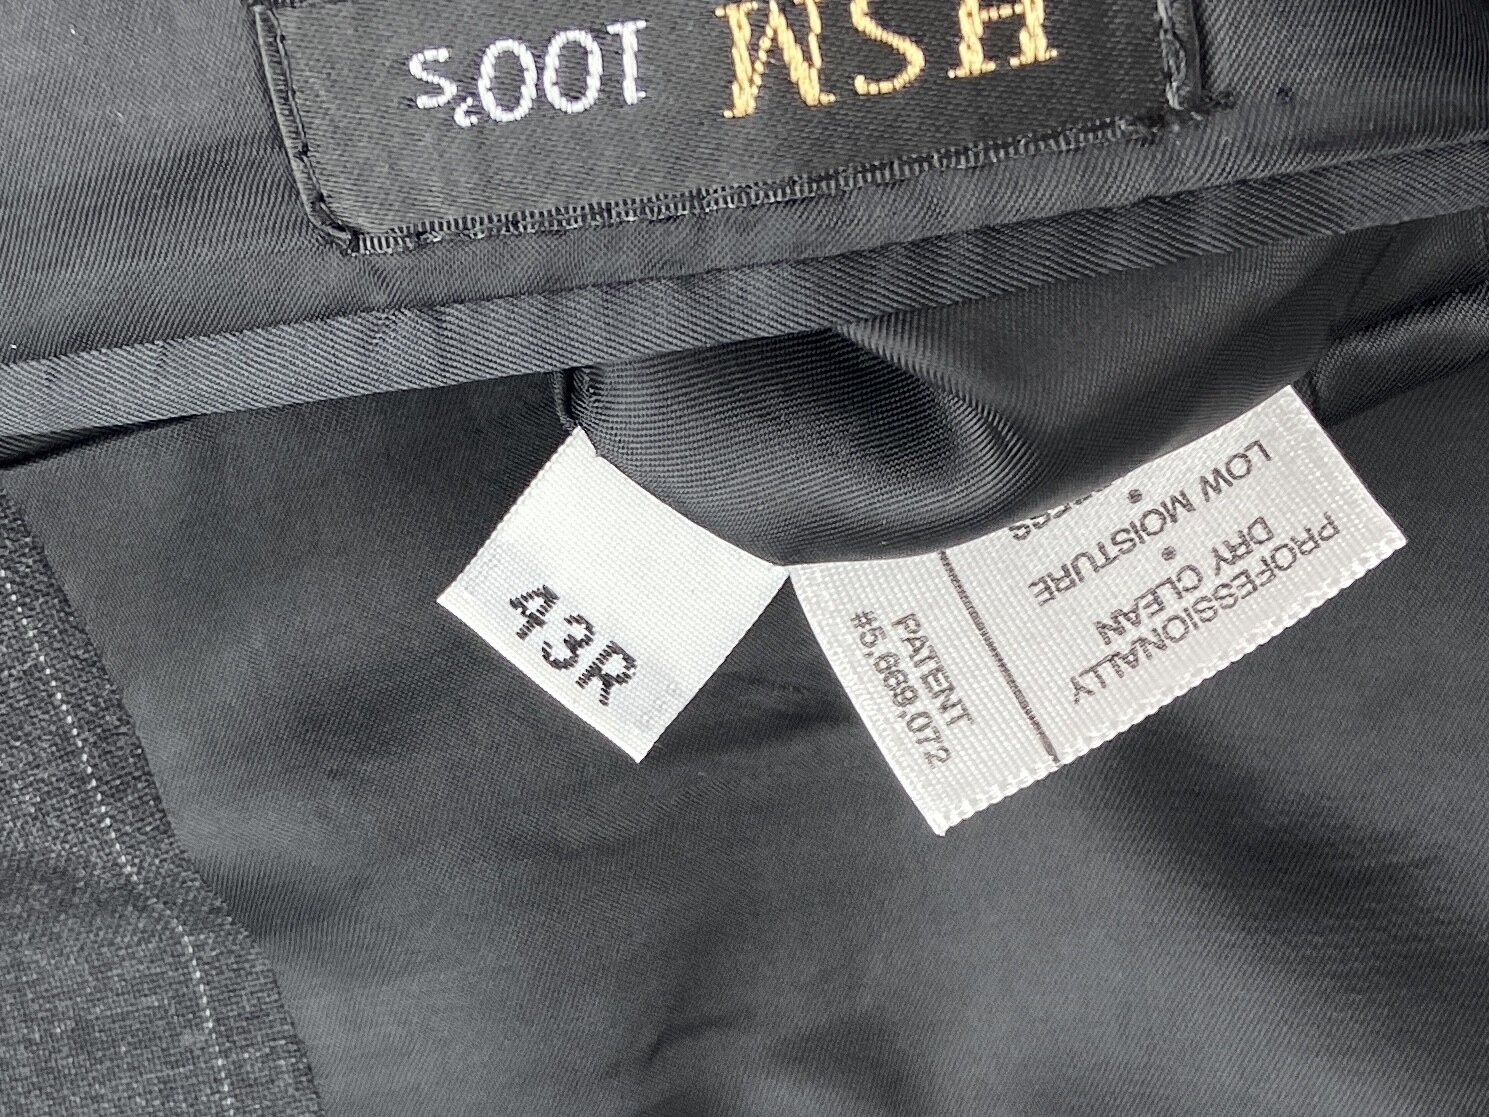 HSM 100's
43R
PROFESSIONALLY
DRY CLEAN
•
LOW MOISTURE
•
PATENT
#5,669,072